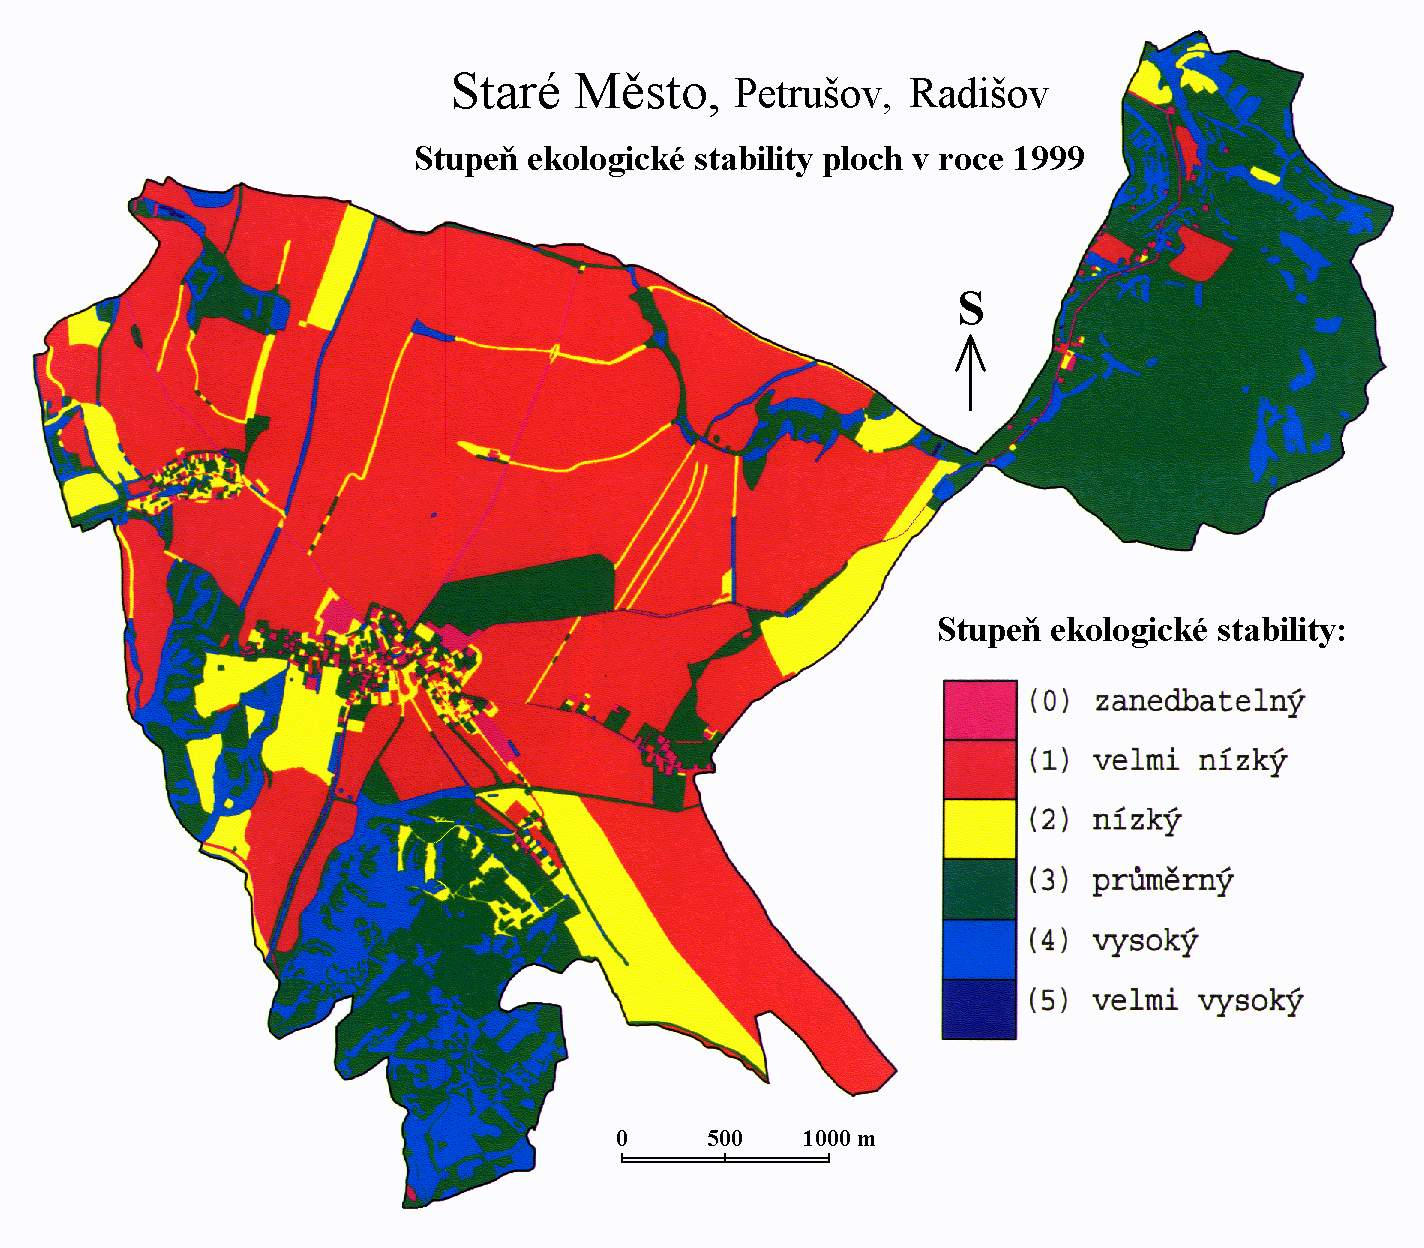 Staré Město, Petrušov, Radišov
Stupeň ekologické stability ploch v roce 1999
S
Stupeň ekologické stability:
(0) zanedbatelný
(1) velmi nízký
(2) nízký
(3) průměrný
(4) vysoký
(5) velmi vysoký
0 500 1000 m